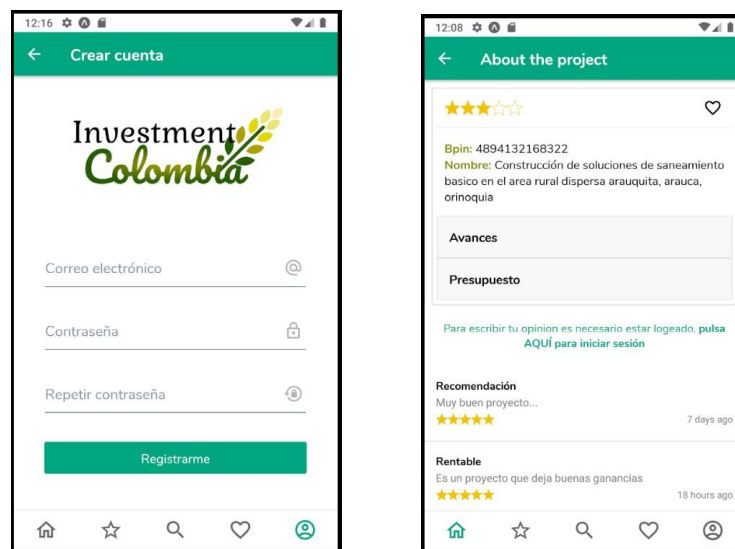 12:16
Crear cuenta
Investment
Colombia
Correo electrónico
Contraseña
Repetir contraseña
Registrarme
12:08
About the project
Bpin: 4894132168322
Nombre: Construcción de soluciones de saneamiento
basico en el area rural dispersa arauquita, arauca,
orinoquia
Avances
Presupuesto
Para escribir tu opinion es necesario estar logeado, pulsa
AQUÍ para iniciar sesión
Recomendación
Muy buen proyecto...
7 days ago
Rentable
Es un proyecto que deja buenas ganancias
18 hours ago